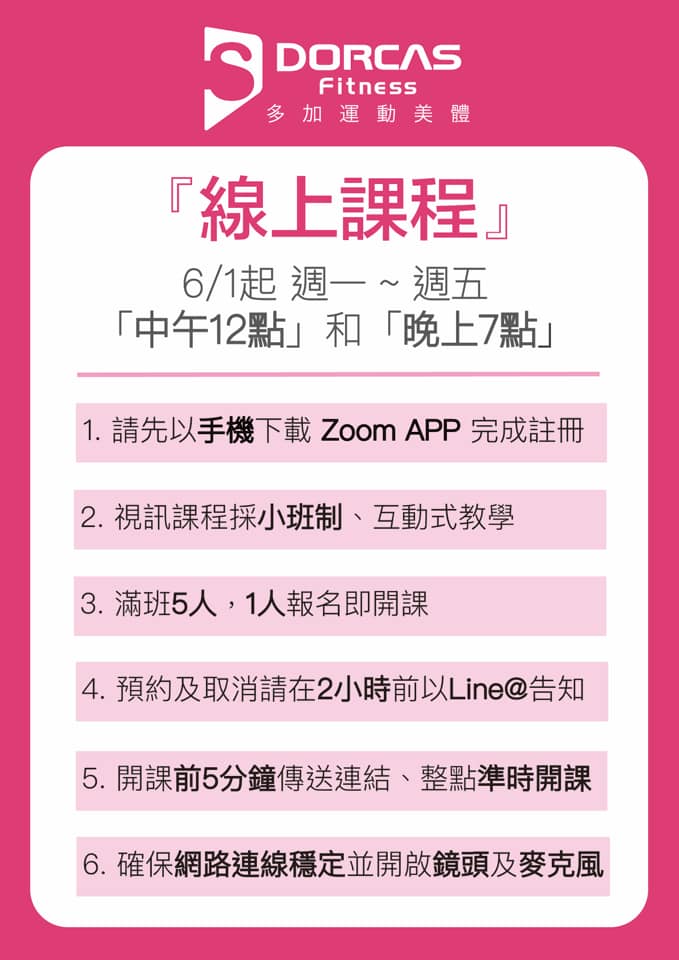 DORCAS
Fitness
多加運動美體
『線上課程』
6/1起 週一 ~ 週五
「中午12點」和「晚上7點」
1. 請先以手機下載 Zoom APP 完成註冊
2. 視訊課程採小班制、互動式教學
3. 滿班5人，1人報名即開課
4. 預約及取消請在2小時前以Line@告知
5. 開課前5分鐘傳送連結、整點準時開課
6. 確保網路連線穩定並開啟鏡頭及麥克風